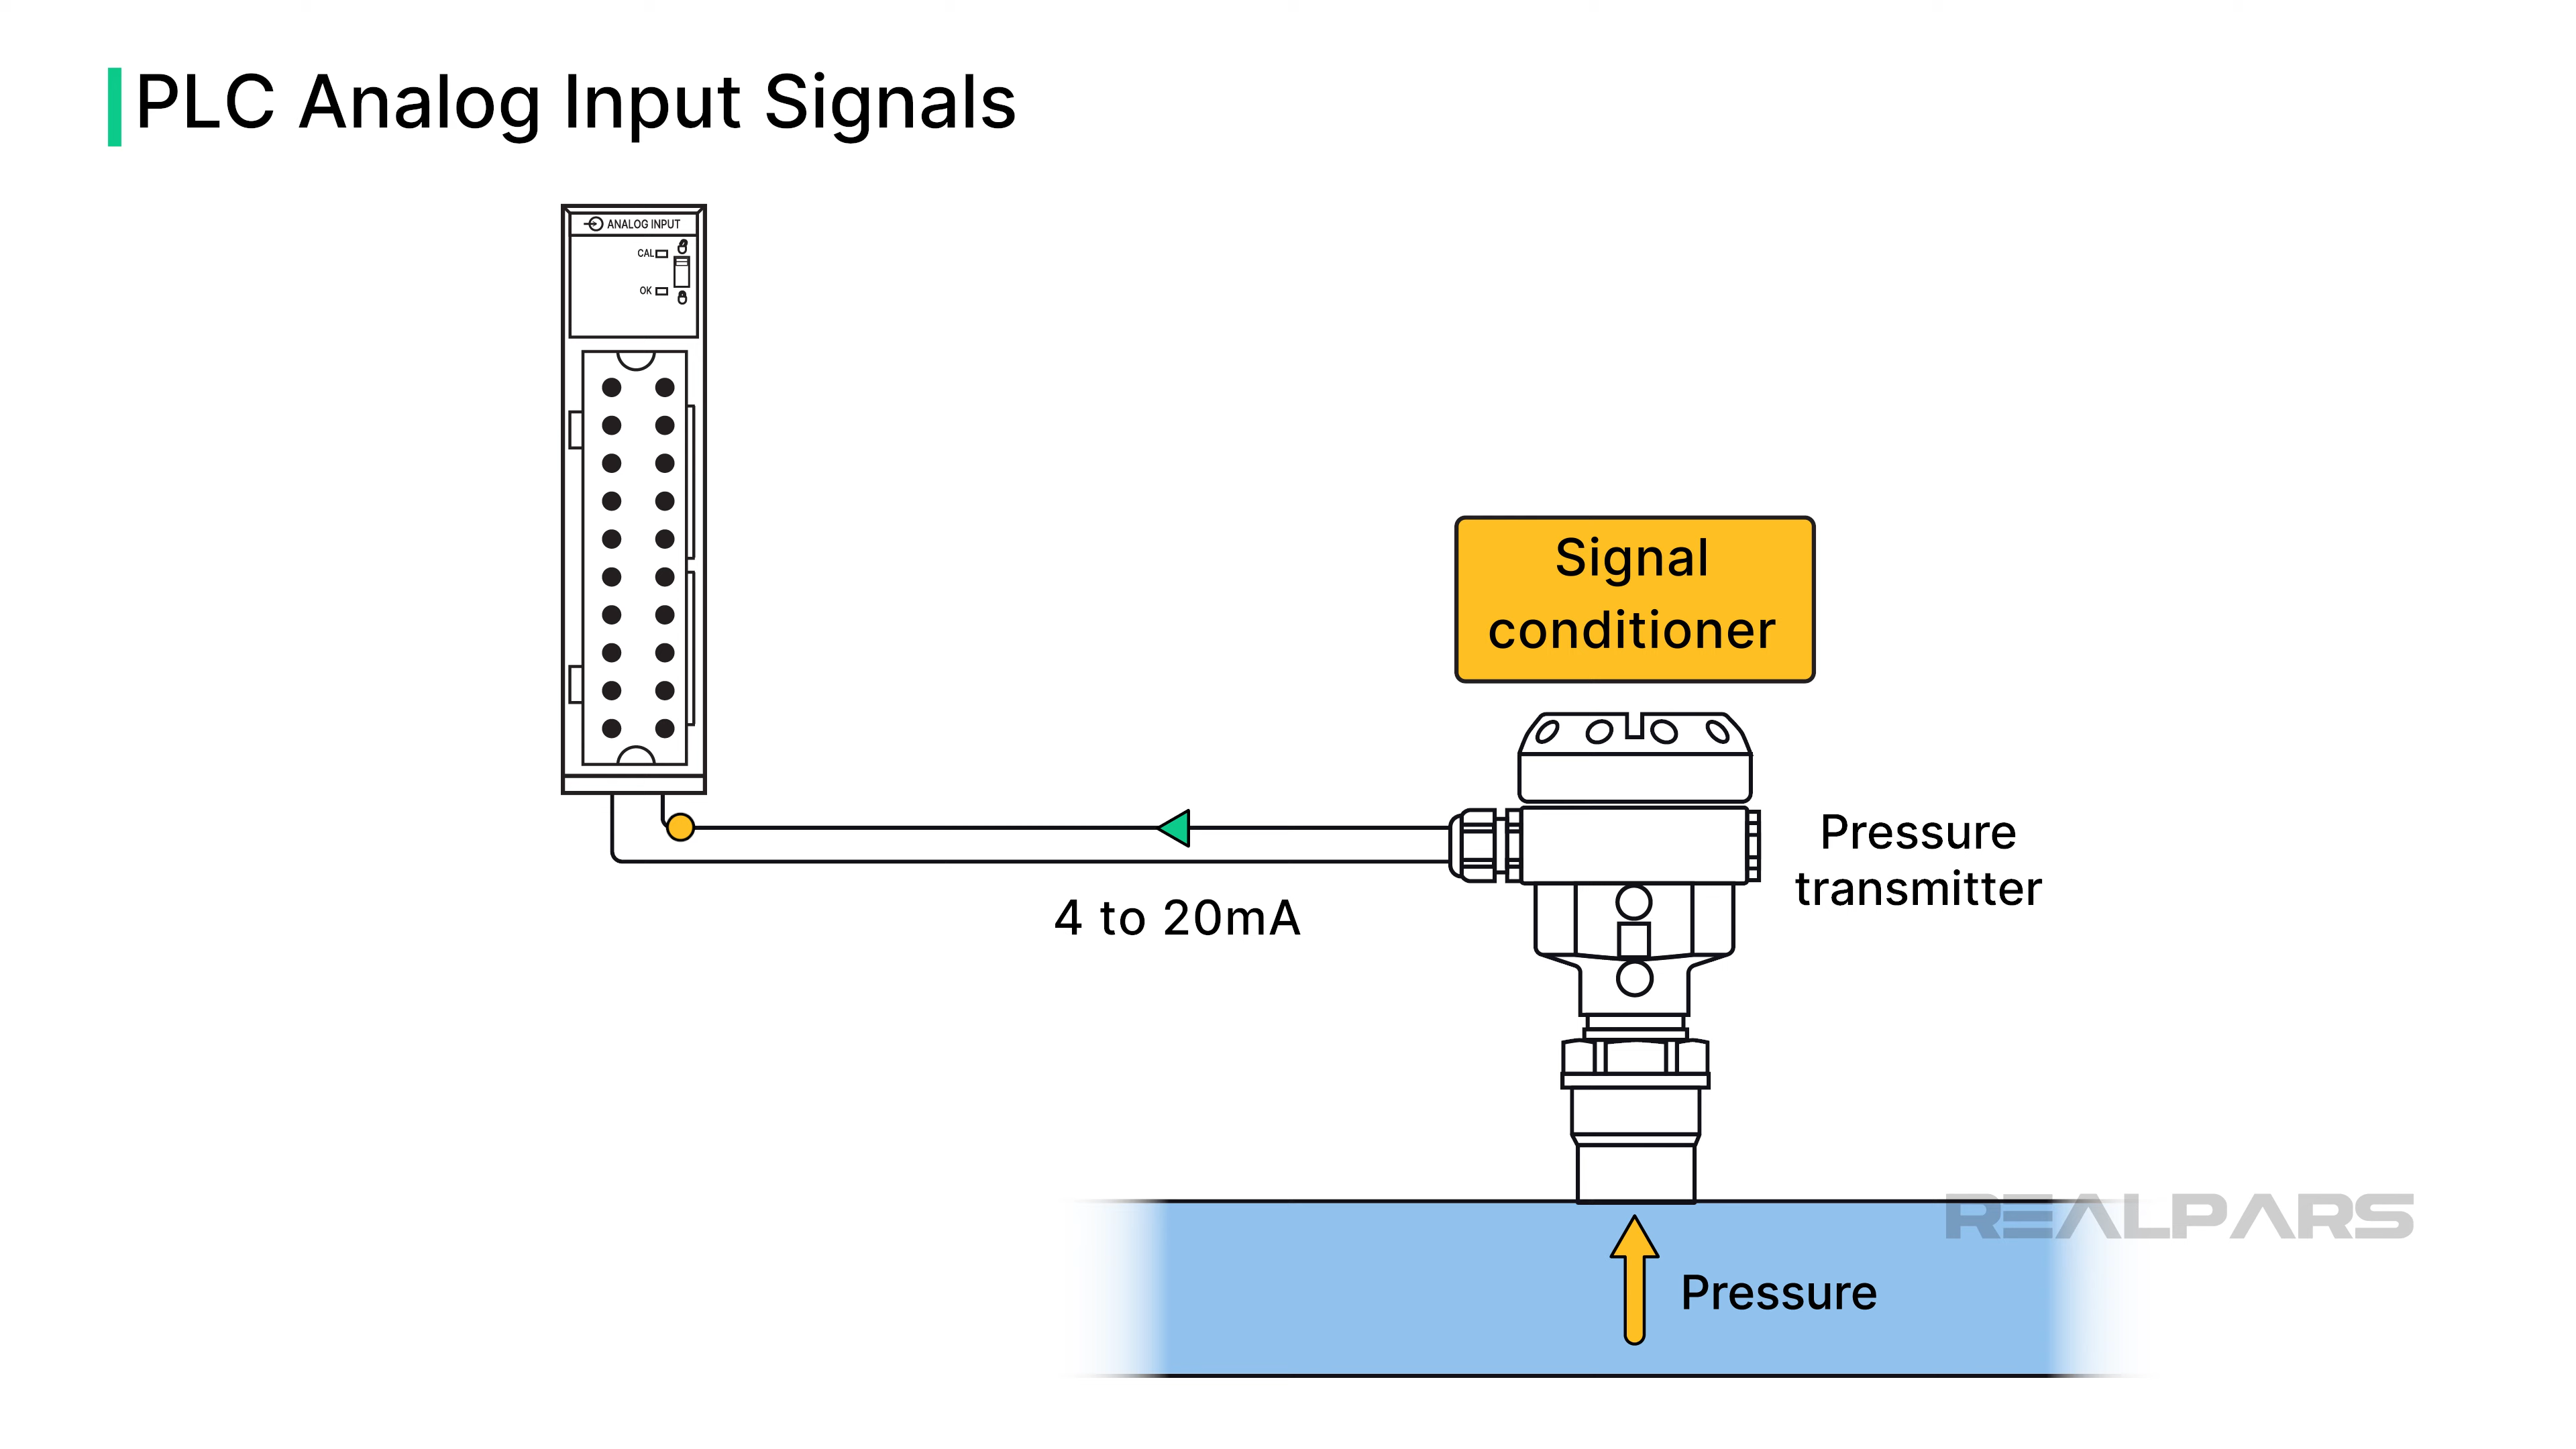 PLC Analog Input Signals
ANALOG INPUT
CAL
OK
Signal
conditioner
Pressure
transmitter
4 to 20mA
REALPARS
Pressure